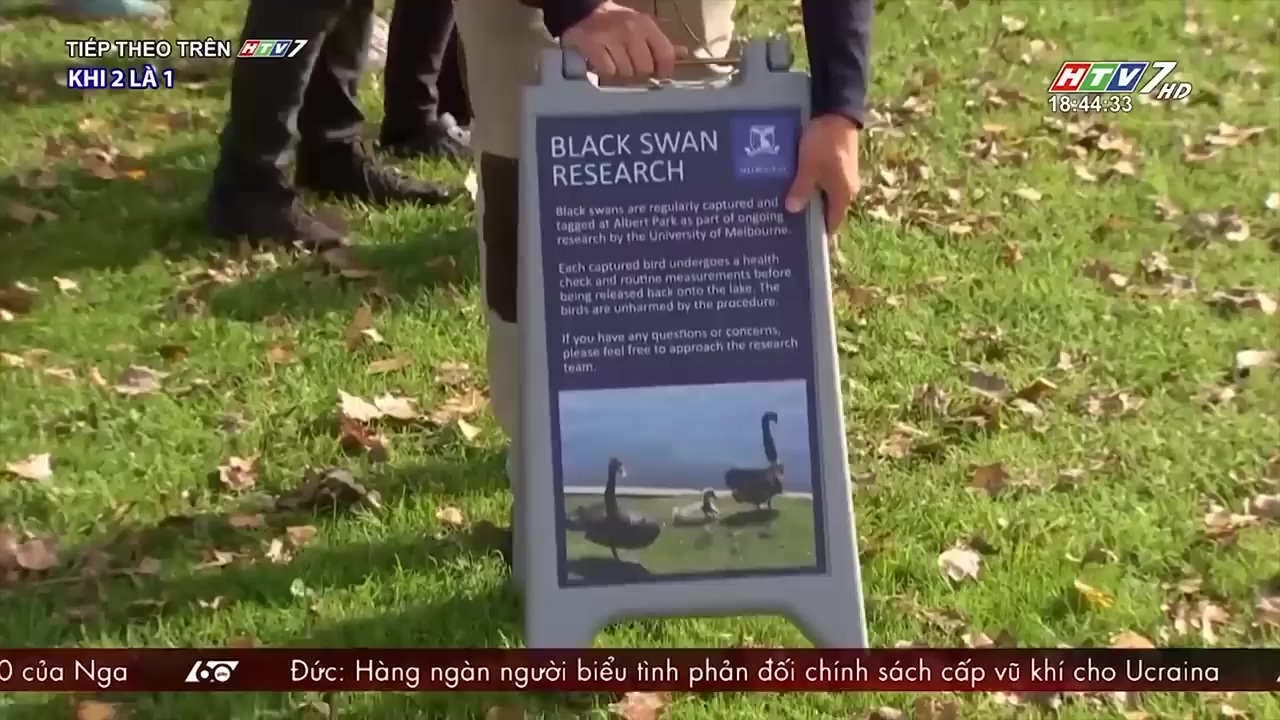 TIẾP THEO TRÊN HTV7
KHI 2 LÀ 1
HTV7 HD
18:44:33
BLACK SWAN
RESEARCH
Black swans are regularly captured and
tagged at Albert Park as part of ongoing
research by the University of Melbourne.
Each captured bird undergoes a health
check and routine measurements before
being released back onto the lake. The
birds are unharmed by the procedure.
If you have any questions or concerns,
please feel free to approach the research
team.
0 của Nga
60 Đức: Hàng ngàn người biểu tình phản đối chính sách cấp vũ khí cho Ucraina